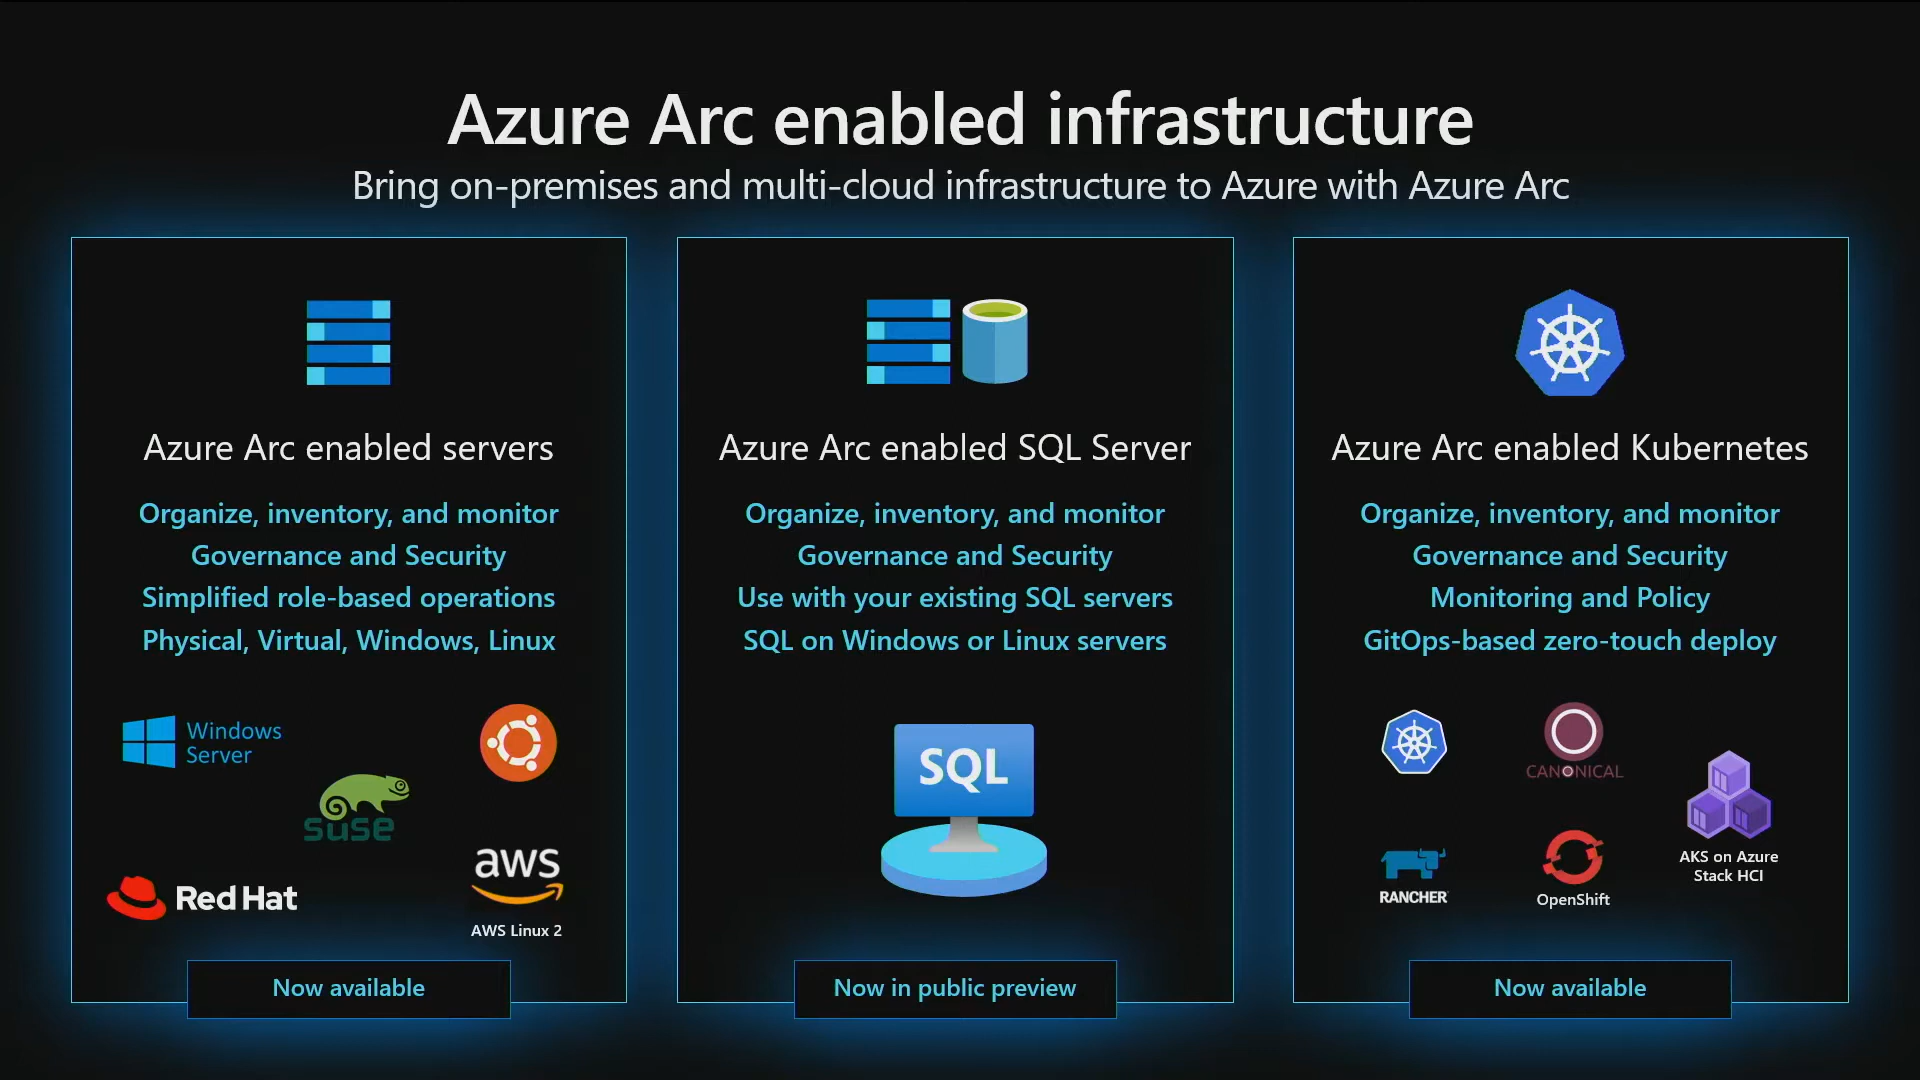 Azure Arc enabled infrastructure
Bring on-premises and multi-cloud infrastructure to Azure with Azure Arc
Azure Arc enabled servers
Organize, inventory, and monitor
Governance and Security
Simplified role-based operations
Physical, Virtual, Windows, Linux
Windows
Server
suse
Red Hat
aws
AWS Linux 2
Now available
Azure Arc enabled SQL Server
Organize, inventory, and monitor
Governance and Security
Use with your existing SQL servers
SQL on Windows or Linux servers
SQL
Now in public preview
Azure Arc enabled Kubernetes
Organize, inventory, and monitor
Governance and Security
Monitoring and Policy
GitOps-based zero-touch deploy
CANONICAL
RANCHER
OpenShift
AKS on Azure
Stack HCI
Now available